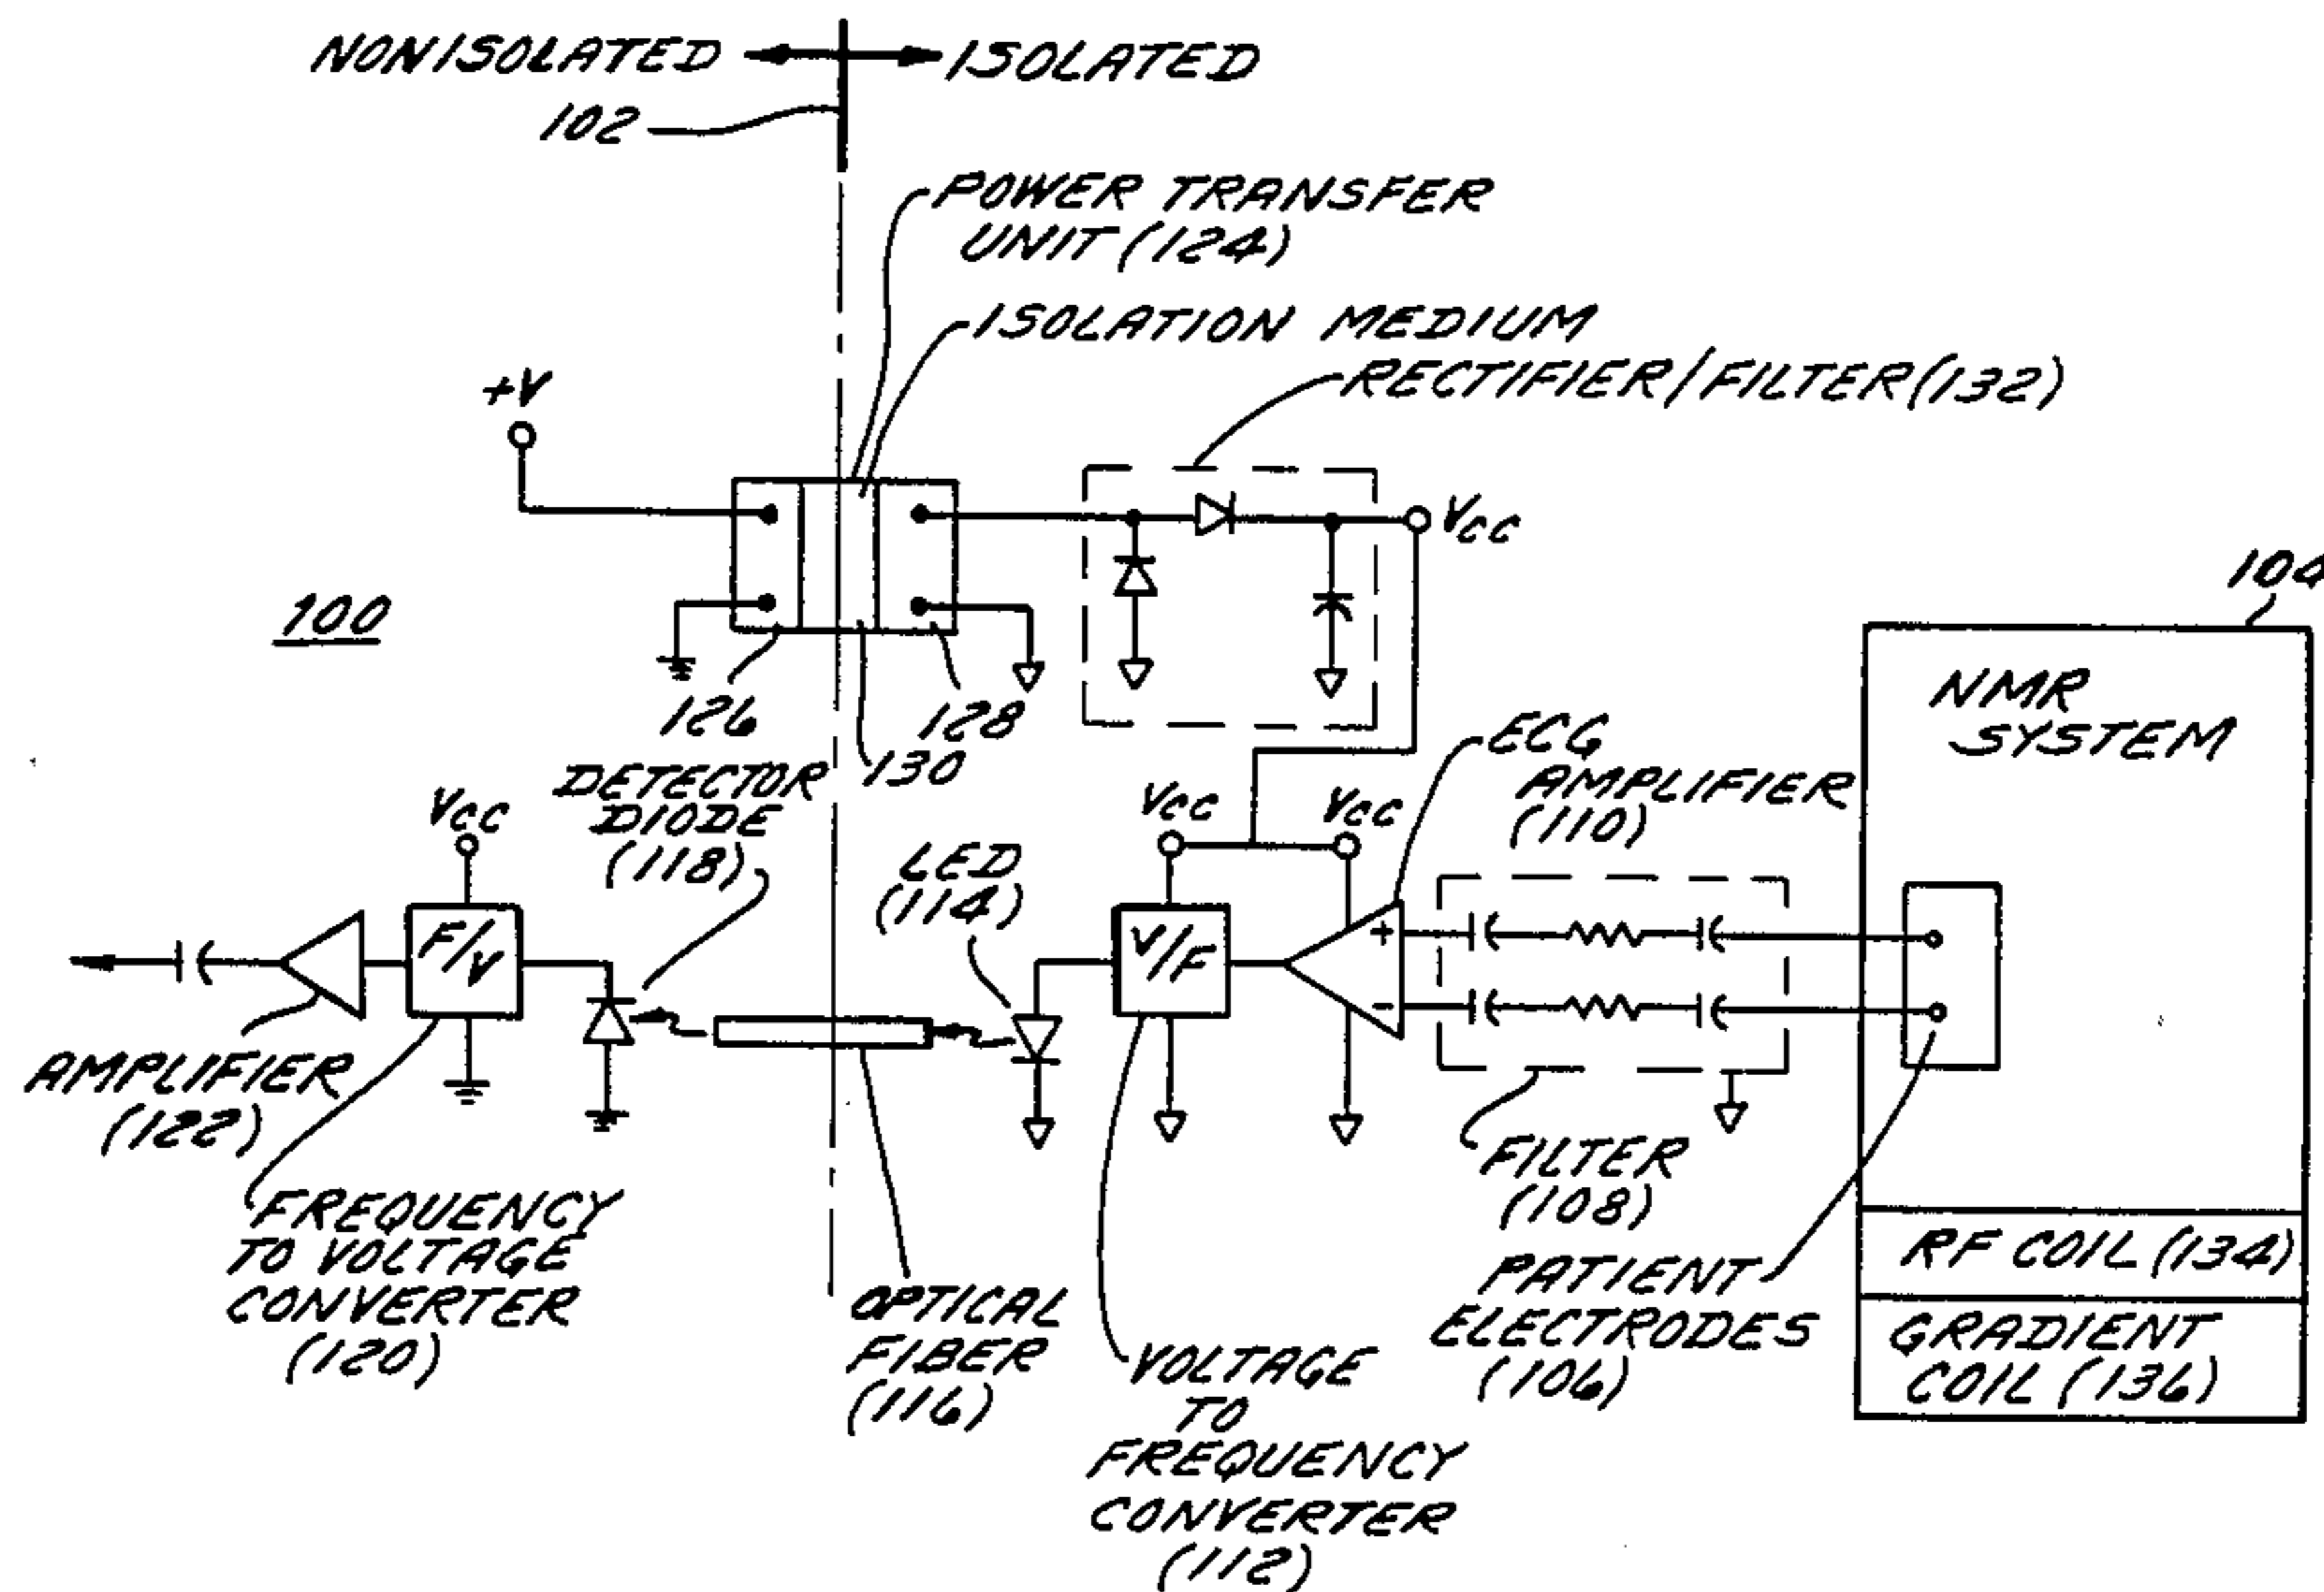 NONISOLATED
ISOLATED
102
POWER TRANSFER
UNIT (124)
ISOLATION MEDIUM
RECTIFIER/FILTER (132)
+V
VCC
100
104
126
128
130
NMR
SYSTEM
ECG
AMPLIFIER
(110)
DETECTOR
DIODE
(118)
VCC
LED
(114)
VCC
VCC
F/V
V/F
+
-
AMPLIFIER
(122)
FREQUENCY
TO VOLTAGE
CONVERTER
(120)
OPTICAL
FIBER
(116)
VOLTAGE
TO
FREQUENCY
CONVERTER
(112)
FILTER
(108)
PATIENT
ELECTRODES
(106)
RF COIL (134)
GRADIENT
COIL (136)